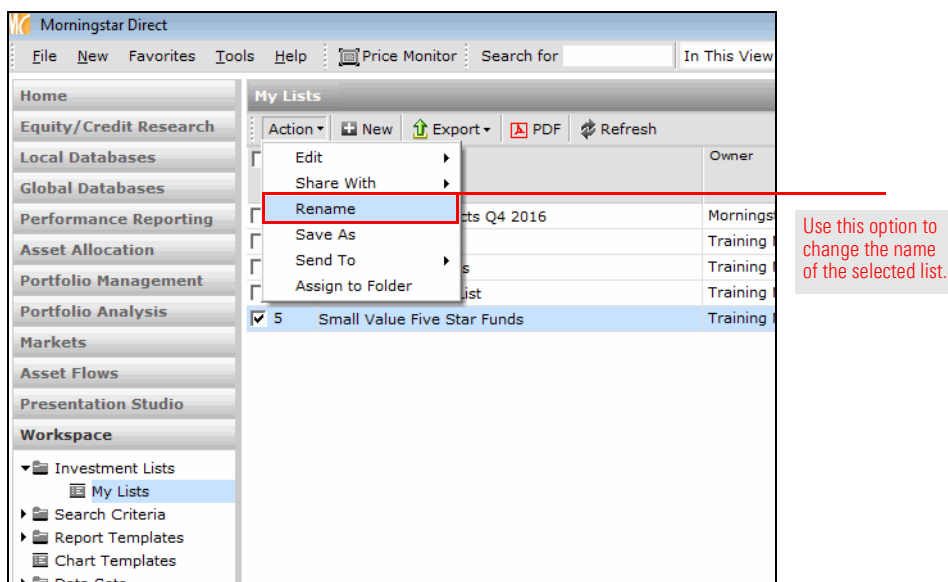 Morningstar Direct
File New Favorites Tools Help Price Monitor Search for In This View
Home
Equity/Credit Research
Local Databases
Global Databases
Performance Reporting
Asset Allocation
Portfolio Management
Portfolio Analysis
Markets
Asset Flows
Presentation Studio
Workspace
Investment Lists
My Lists
Search Criteria
Report Templates
Chart Templates
My Lists
Action New Export PDF Refresh
Owner
Edit
Share With
Rename
Save As
Send To
Assign to Folder
Q4 2016
Training
Training
Training
5 Small Value Five Star Funds Training
Use this option to
change the name
of the selected list.